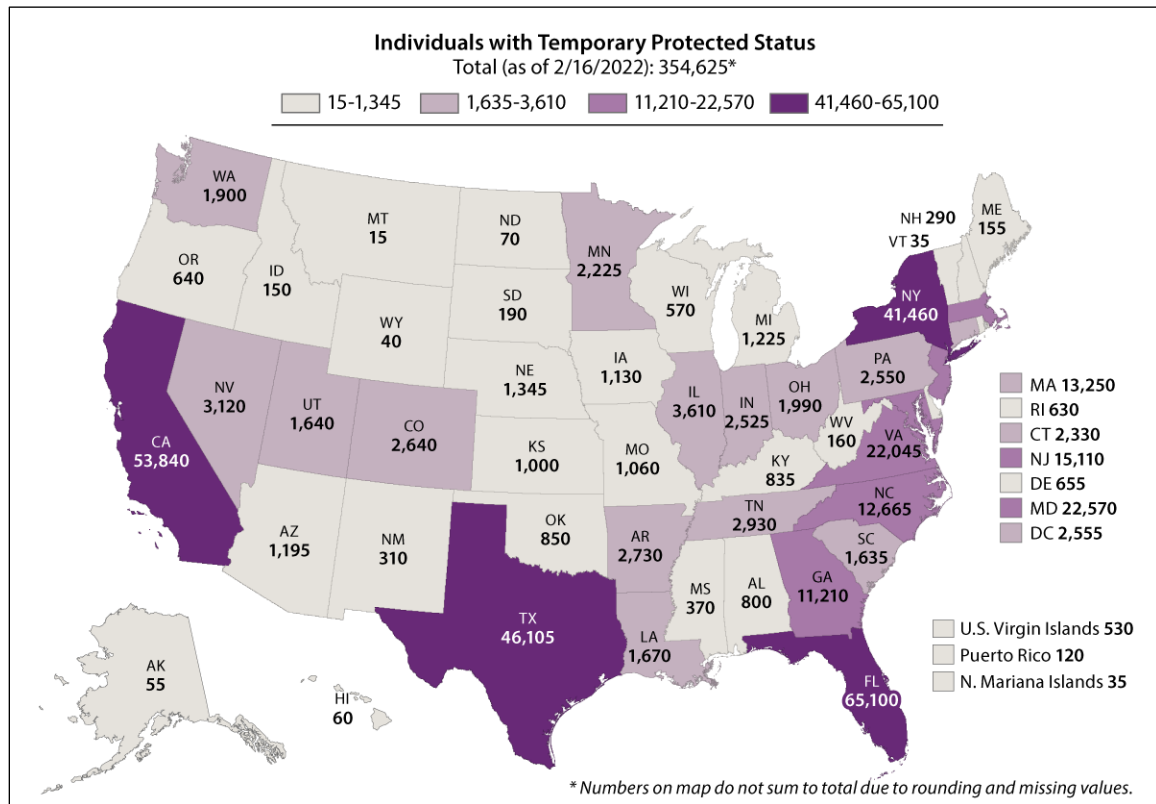 Individuals with Temporary Protected Status
Total (as of 2/16/2022): 354,625*
15-1,345
1,635-3,610
11,210-22,570
41,460-65,100
WA
1,900
MT
15
ND
70
MN
2,225
NH 290
VT 35
ME
155
OR
640
ID
150
SD
190
WI
570
MI
1,225
NY
41,460
WY
40
IA
1,130
NE
1,345
PA
2,550
NV
3,120
UT
1,640
CO
2,640
IL
3,610
IN
2,525
OH
1,990
WV
160
VA
22,045
CA
53,840
KS
1,000
MO
1,060
KY
835
NC
12,665
TN
2,930
AZ
1,195
NM
310
OK
850
AR
2,730
SC
1,635
MS
370
AL
800
GA
11,210
TX
46,105
LA
1,670
FL
65,100
AK
55
HI
60
MA 13,250
RI 630
CT 2,330
NJ 15,110
DE 655
MD 22,570
DC 2,555
U.S. Virgin Islands 530
Puerto Rico 120
N. Mariana Islands 35
* Numbers on map do not sum to total due to rounding and missing values.